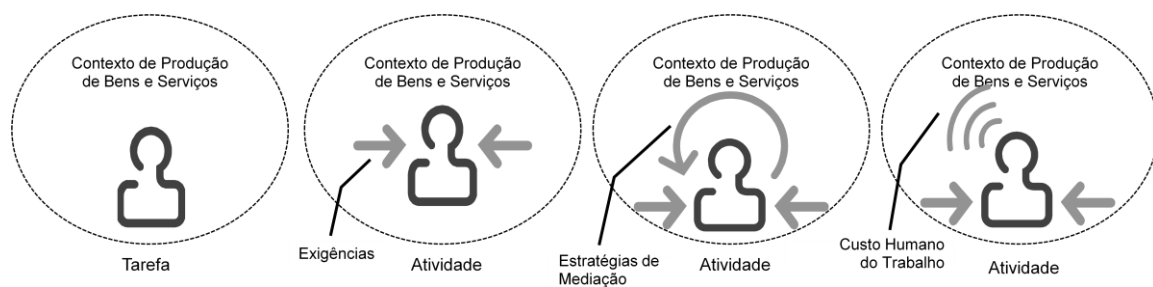 Contexto de Produção
de Bens e Serviços
Tarefa
Contexto de Produção
de Bens e Serviços
Exigências
Atividade
Contexto de Produção
de Bens e Serviços
Estratégias de
Mediação
Atividade
Contexto de Produção
de Bens e Serviços
Custo Humano
do Trabalho
Atividade